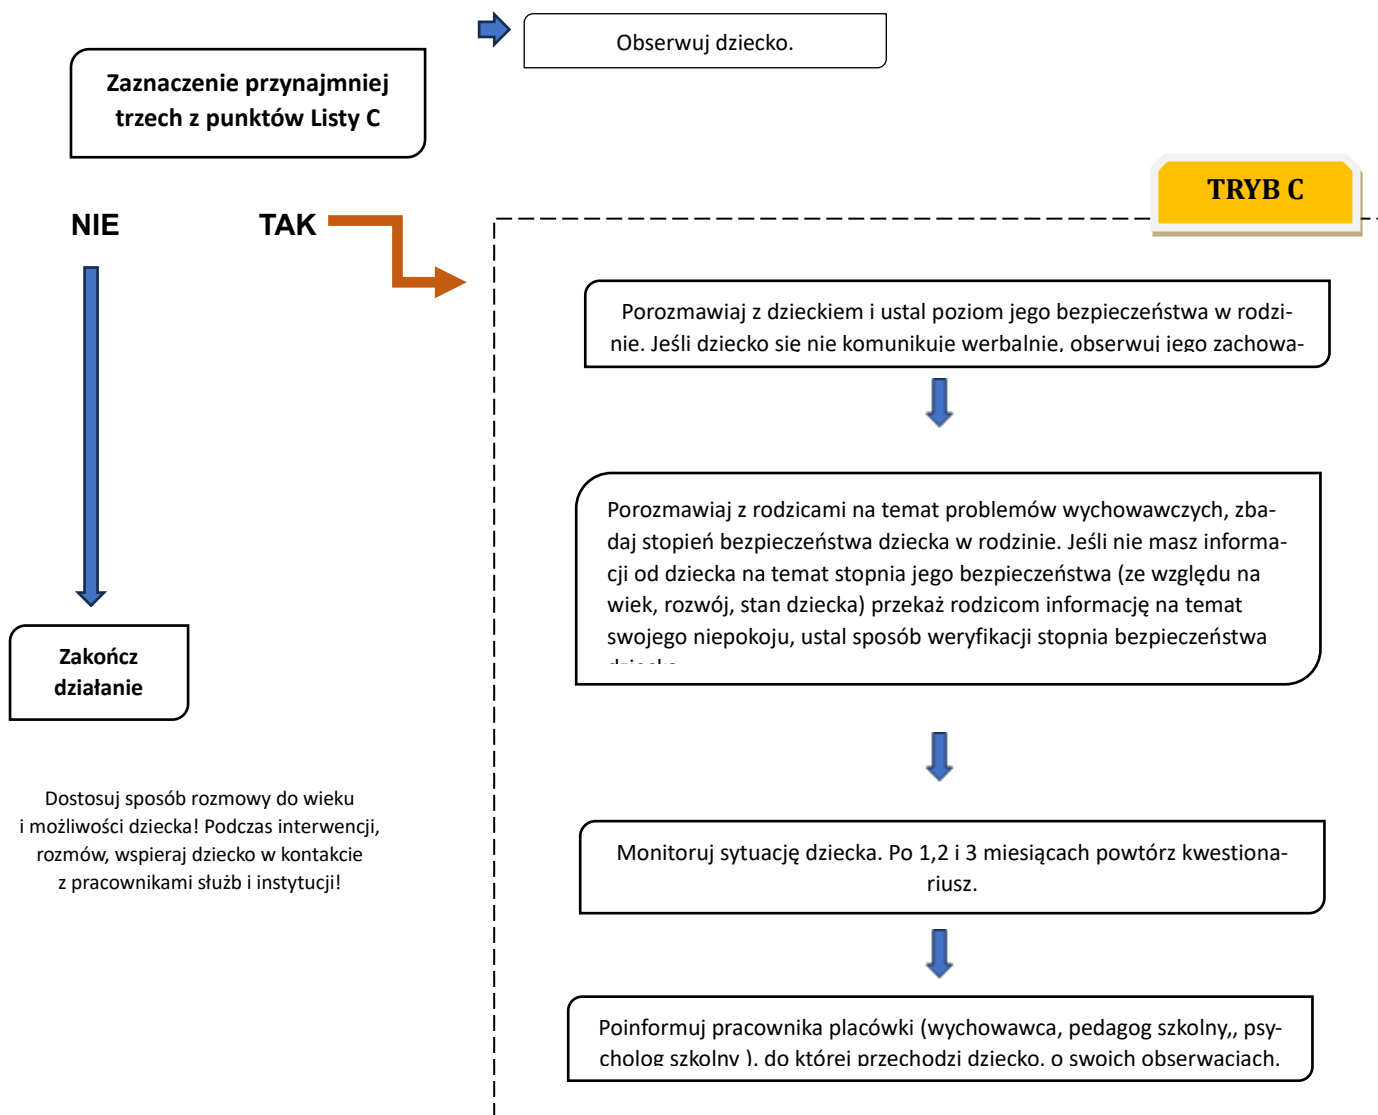 Obserwuj dziecko.
Zaznaczenie przynajmniej
trzech z punktów Listy C
TRYB C
NIE
TAK
Porozmawiaj z dzieckiem i ustal poziom jego bezpieczeństwa w rodzi-
nie. Jeśli dziecko się nie komunikuje werbalnie, obserwuj jego zachowa-
Porozmawiaj z rodzicami na temat problemów wychowawczych, zba-
daj stopień bezpieczeństwa dziecka w rodzinie. Jeśli nie masz informa-
cji od dziecka na temat stopnia jego bezpieczeństwa (ze względu na
wiek, rozwój, stan dziecka) przekaż rodzicom informację na temat
swojego niepokoju, ustal sposób weryfikacji stopnia bezpieczeństwa
Zakończ
działanie
Dostosuj sposób rozmowy do wieku
i możliwości dziecka! Podczas interwencji,
rozmów, wspieraj dziecko w kontakcie
z pracownikami służb i instytucji!
Monitoruj sytuację dziecka. Po 1,2 i 3 miesiącach powtórz kwestiona-
riusz.
Poinformuj pracownika placówki (wychowawca, pedagog szkolny,, psy-
cholog szkolny ), do której przechodzi dziecko, o swoich obserwacjach.